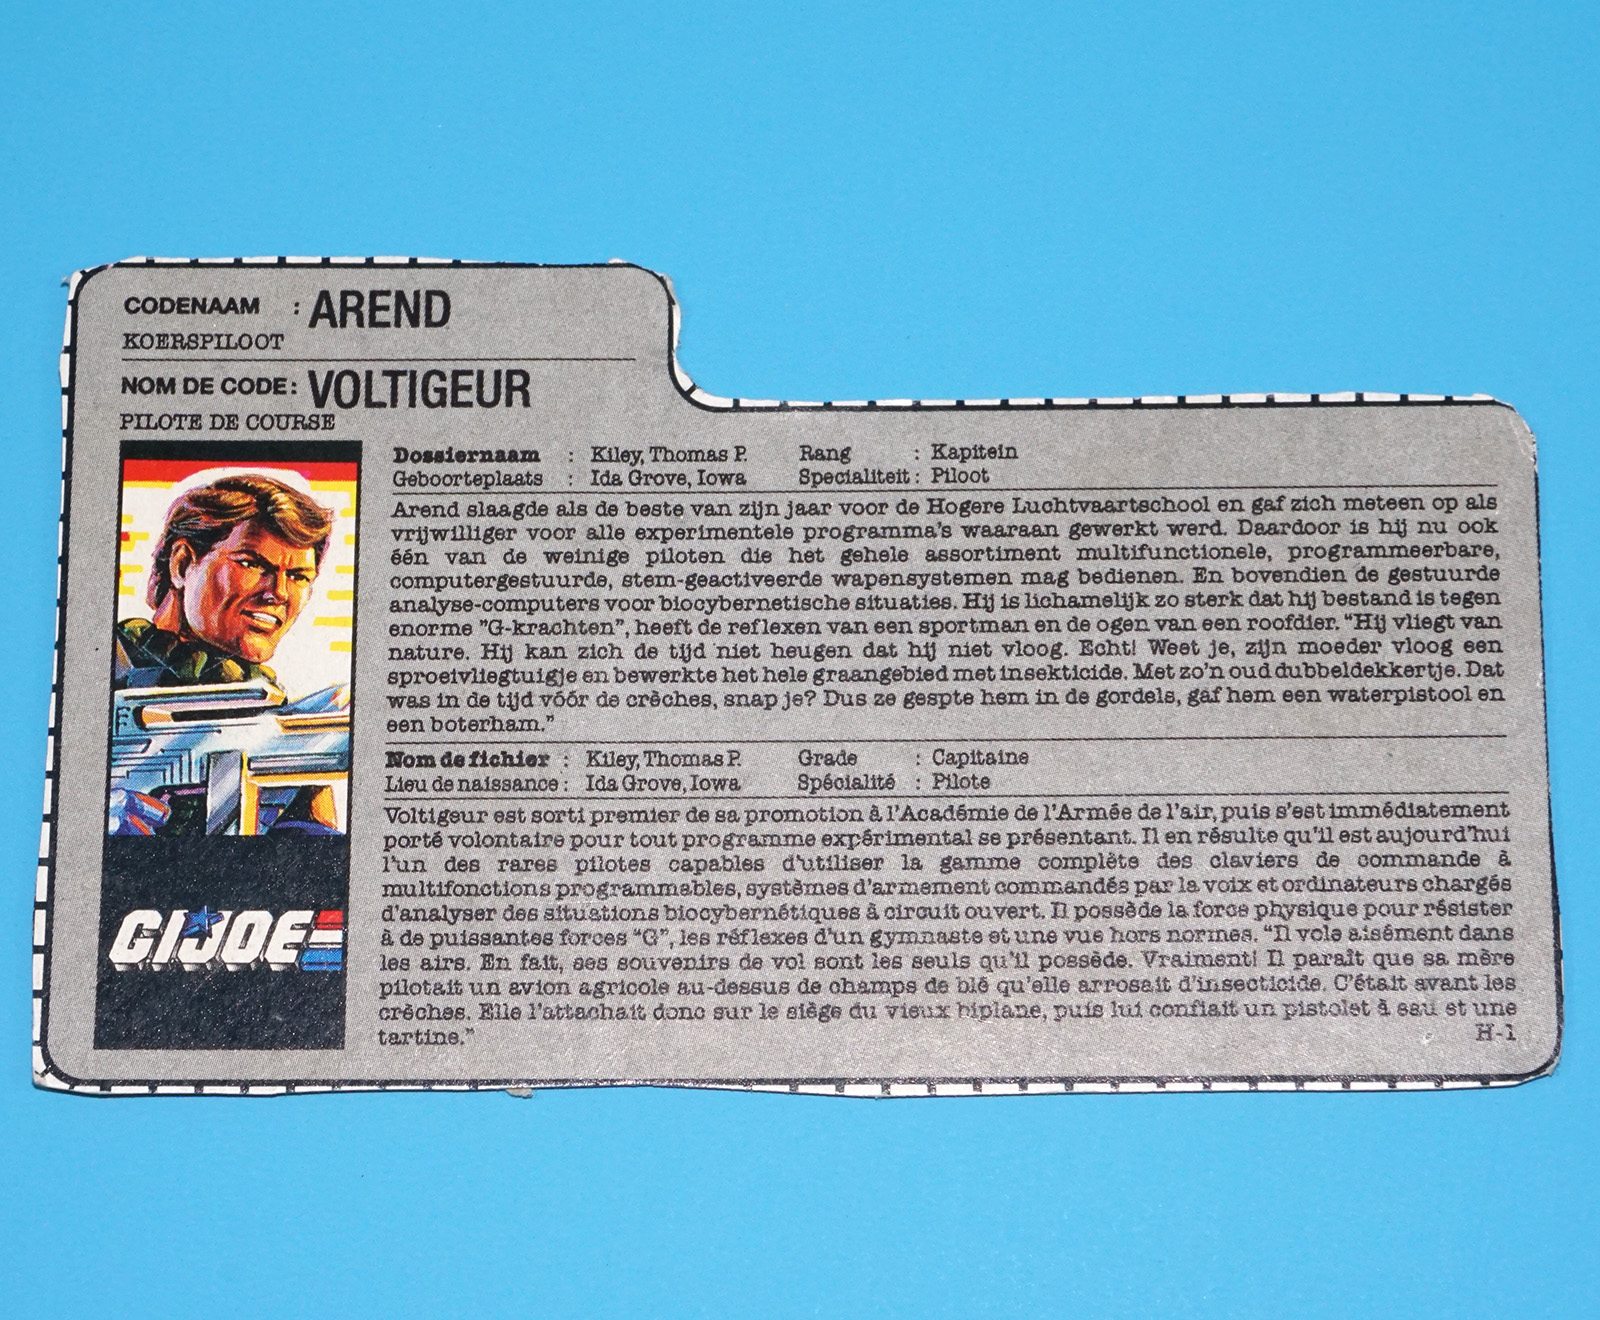 CODENAAM : AREND
KOERSPILOOT
NOM DE CODE: VOLTIGEUR
PILOTE DE COURSE
Dossiernaam : Kiley, Thomas P. Rang : Kapitein
Geboorteplaats : Ida Grove, Iowa Specialiteit : Piloot
Arend slaagde als de beste van zijn jaar voor de Hogere Luchtvaartschool en gaf zich meteen op als
vrijwilliger voor alle experimentele programma's waaraan gewerkt werd. Daardoor is hij nu ook
één van de weinige piloten die het gehele assortiment multifunctionele, programmeerbare,
computergestuurde, stem-geactiveerde wapensystemen mag bedienen. En bovendien de gestuurde
analyse-computers voor biocybernetische situaties. Hij is lichamelijk zo sterk dat hij bestand is tegen
enorme "G-krachten", heeft de reflexen van een sportman en de ogen van een roofdier. "Hij vliegt van
nature. Hij kan zich de tijd niet heugen dat hij niet vloog. Echt! Weet je, zijn moeder vloog een
sproeivliegtuigje en bewerkte het hele graangebied met insekticide. Met zo'n oud dubbeldekkertje. Dat
was in de tijd vóór de crèches, snap je? Dus ze gespte hem in de gordels, gaf hem een waterpistool en
een boterham."
Nom de fichier : Kiley, Thomas P. Grade : Capitaine
Lieu de naissance : Ida Grove, Iowa Spécialité : Pilote
Voltigeur est sorti premier de sa promotion à l'Académie de l'Armée de l'air, puis s'est immédiatement
porté volontaire pour tout programme expérimental se présentant. Il en résulte qu'il est aujourd'hui
l'un des rares pilotes capables d'utiliser la gamme complète des claviers de commande à
multifonctions programmables, systèmes d'armement commandés par la voix et ordinateurs chargés
d'analyser des situations biocybernétiques à circuit ouvert. Il possède la force physique pour résister
à de puissantes forces "G", les réflexes d'un gymnaste et une vue hors normes. "Il vole aisément dans
les airs. En fait, ses souvenirs de vol sont les seuls qu'il possède. Vraiment! Il paraît que sa mère
pilotait un avion agricole au-dessus de champs de blé qu'elle arrosait d'insecticide. C'était avant les
crèches. Elle l'attachait donc sur le siège du vieux biplane, puis lui confiait un pistolet à eau et une
tartine."
H-1
GI JOE